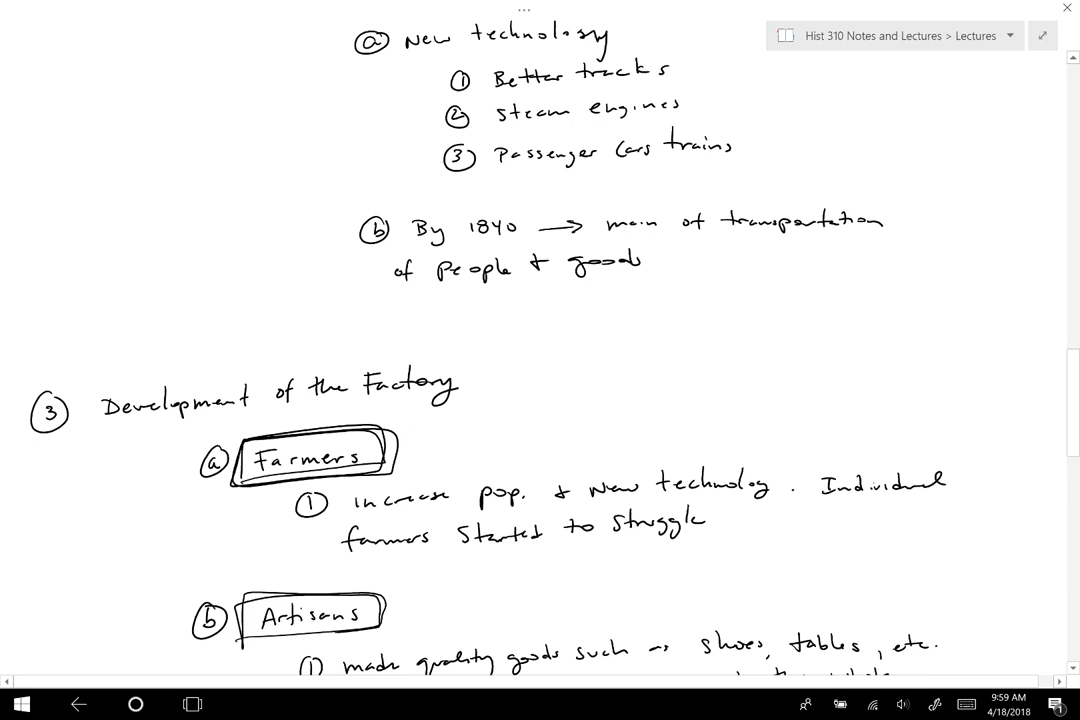 Hist 310 Notes and Lectures > Lectures
a New technology
1 Better tracks
2 Steam engines
3 Passenger Cars trains
b By 1840 → main of transportation
of people + goods
3 Development of the Factory
a Farmers
1 increase pop. + New technolog. Individual
farmers started to struggle
b Artisans
1 made quality goods such as shoes, tables, etc.
9:59 AM
4/18/2018
1